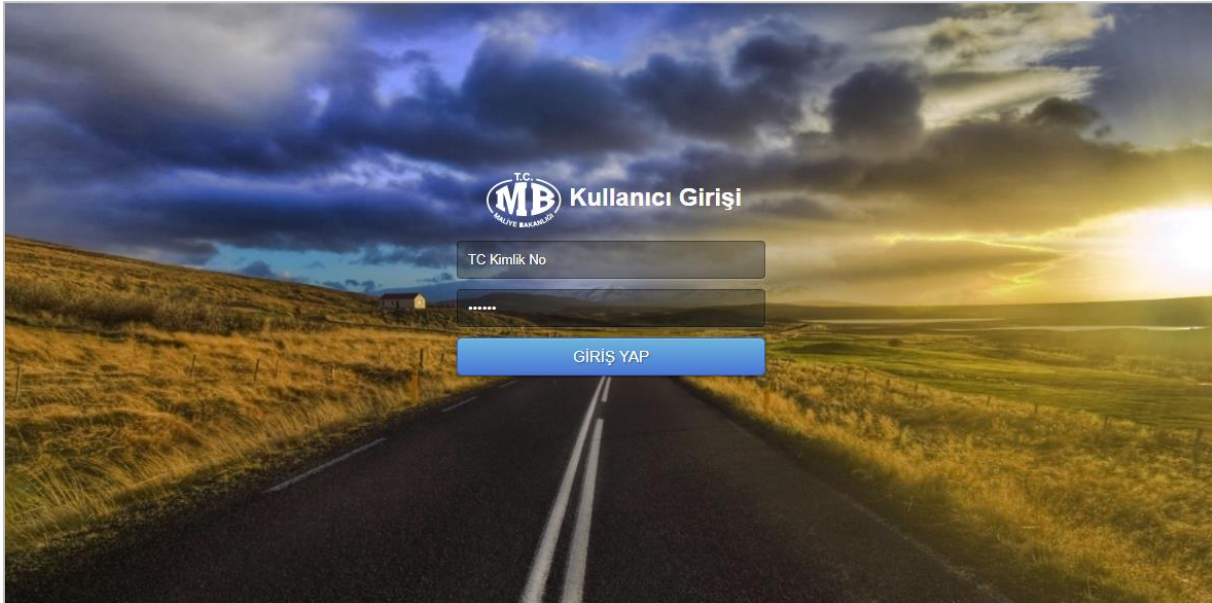 T.C.
MB
MALİYE BAKANLIĞI
Kullanıcı Girişi
TC Kimlik No
••••••
GİRİŞ YAP